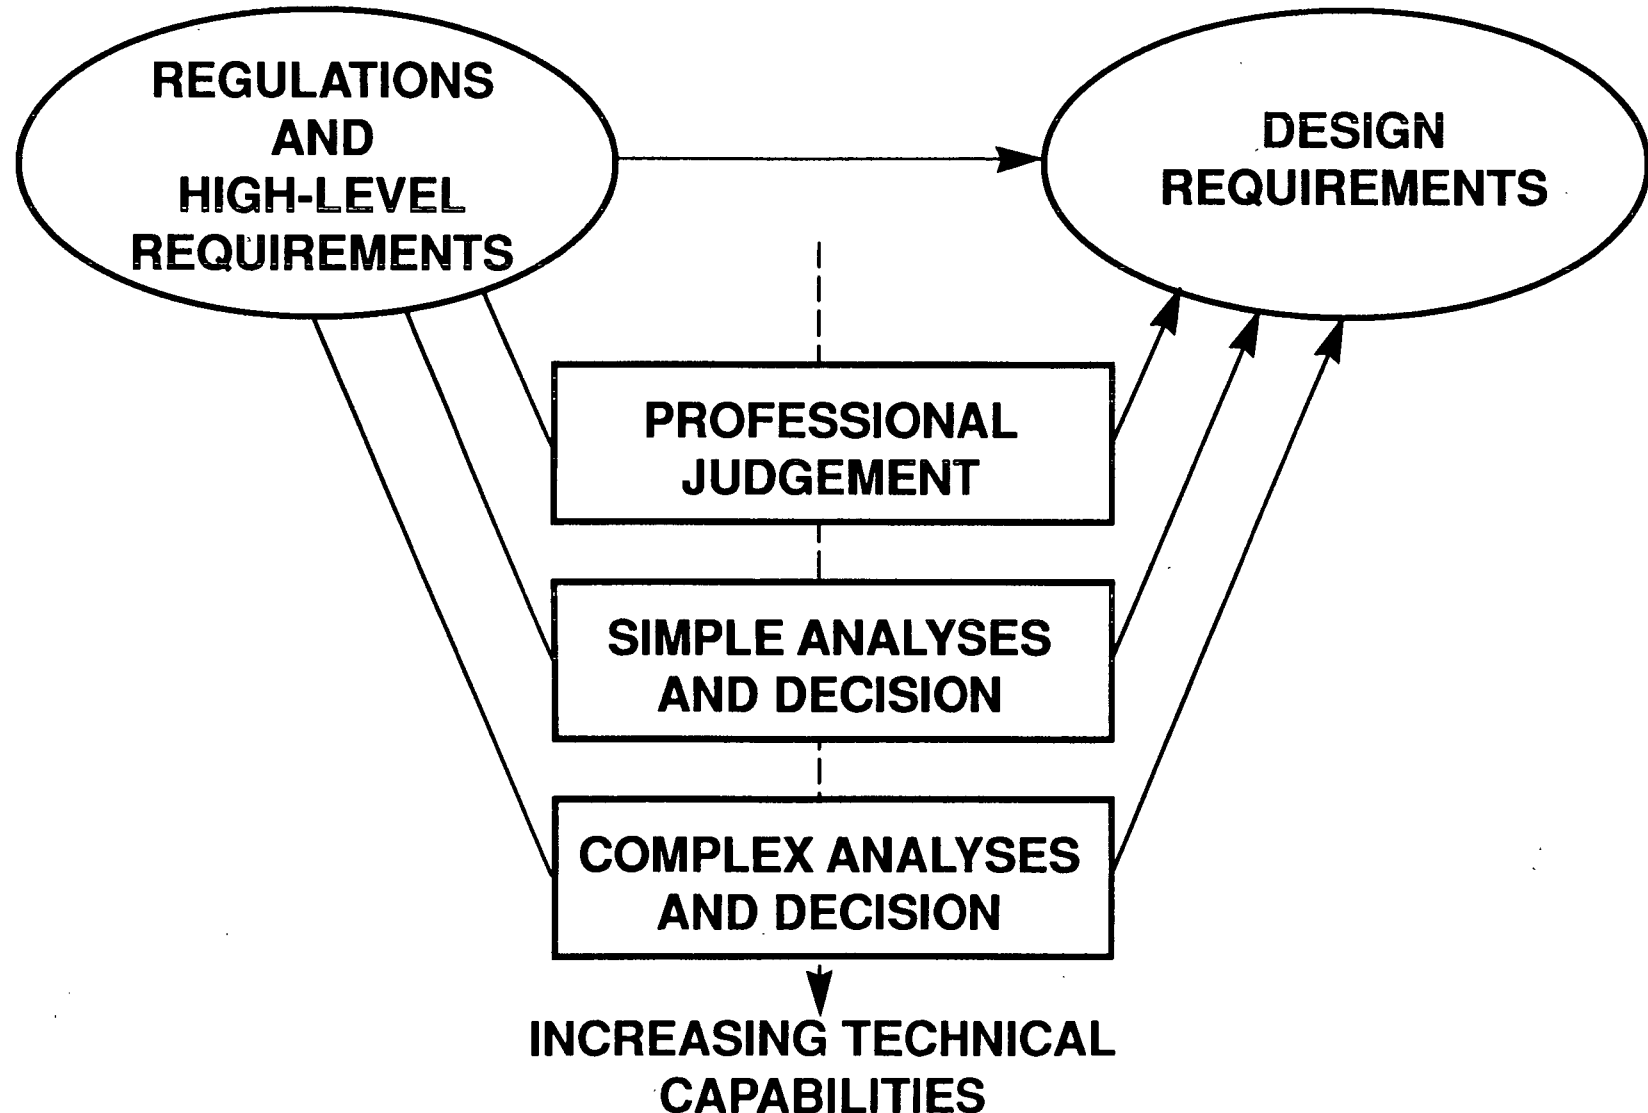 REGULATIONS
AND
HIGH-LEVEL
REQUIREMENTS
DESIGN
REQUIREMENTS
PROFESSIONAL
JUDGEMENT
SIMPLE ANALYSES
AND DECISION
COMPLEX ANALYSES
AND DECISION
INCREASING TECHNICAL
CAPABILITIES